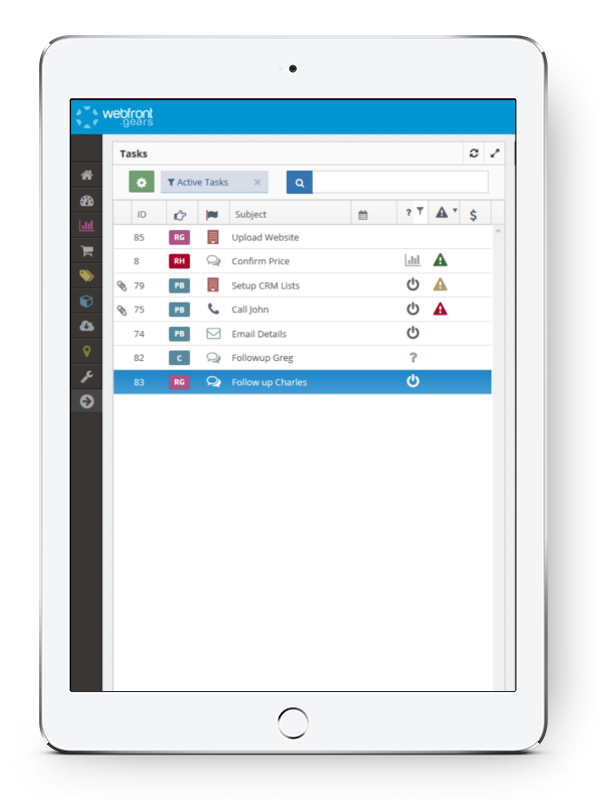 webfront
.gears
Tasks
Active Tasks ×
ID Subject ? $
85 RG Upload Website
8 RH Confirm Price
79 PB Setup CRM Lists
75 PB Call John
74 PB Email Details
82 C Followup Greg ?
83 RG Follow up Charles